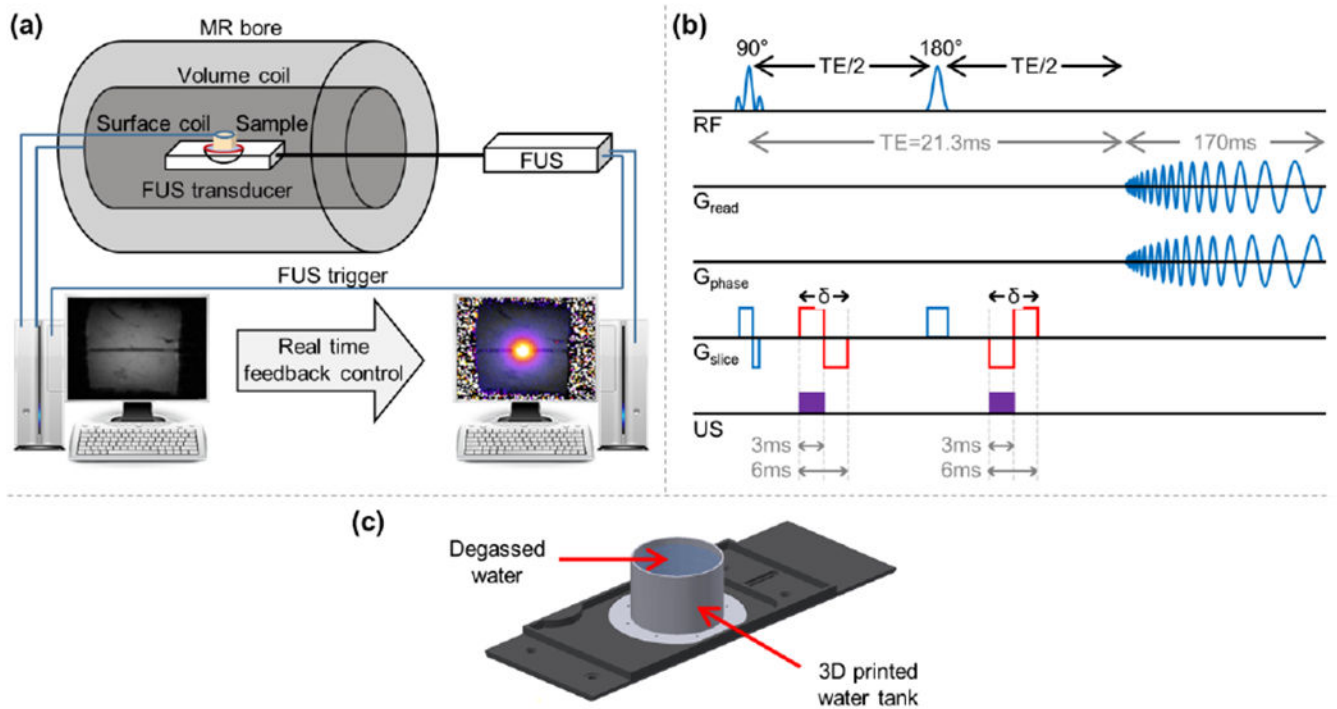 (a)
MR bore
Volume coil
Surface coil
Sample
FUS transducer
FUS
FUS trigger
Real time
feedback control
(b)
90°
180°
TE/2
TE/2
RF
TE=21.3ms
170ms
Gread
Gphase
δ
δ
Gslice
US
3ms
3ms
6ms
6ms
(c)
Degassed
water
3D printed
water tank